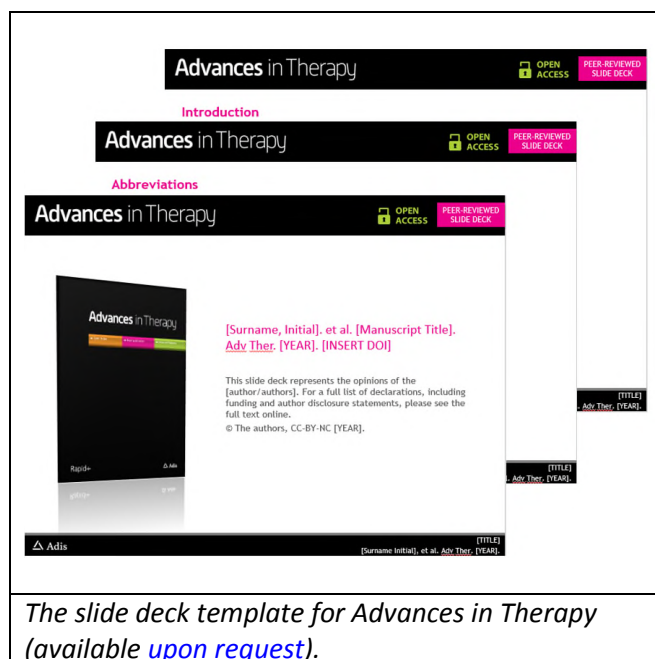 Advances in Therapy
OPEN
ACCESS
PEER-REVIEWED
SLIDE DECK
Introduction
Advances in Therapy
OPEN
ACCESS
PEER-REVIEWED
SLIDE DECK
Abbreviations
Advances in Therapy
OPEN
ACCESS
PEER-REVIEWED
SLIDE DECK
Advances in Therapy
[Surname, Initial]. et al. [Manuscript Title].
Adv Ther. [YEAR]. [INSERT DOI]
This slide deck represents the opinions of the
[author/authors]. For a full list of declarations, including
funding and author disclosure statements, please see the
full text online.
© The authors, CC-BY-NC [YEAR].
Rapid+
Adis
[TITLE]
. Adv Ther. [YEAR].
[TITLE]
. Adv Ther. [YEAR].
Adis
[TITLE]
[Surname Initial], et al. Adv Ther. [YEAR].
The slide deck template for Advances in Therapy
(available upon request).